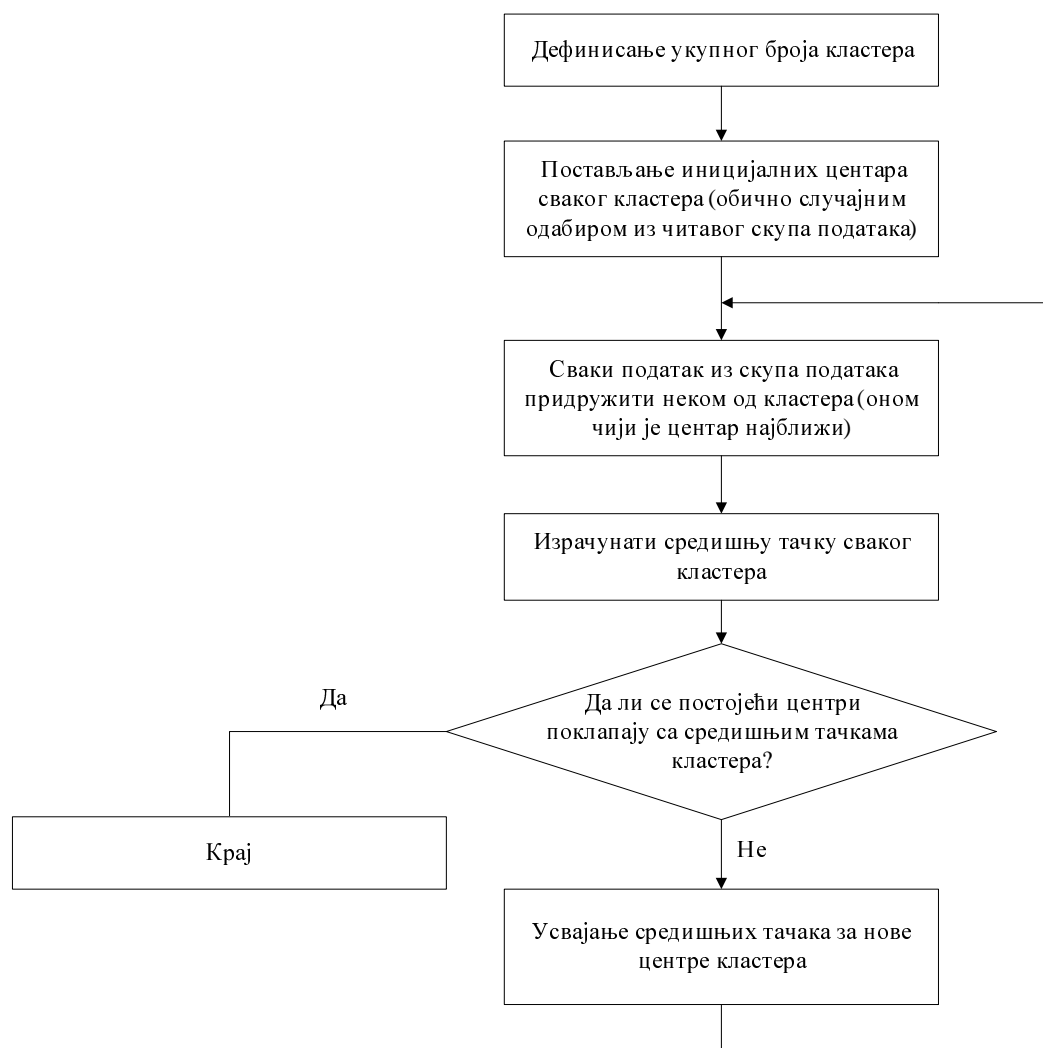 Дефинисање укупног броја кластера
Постављање иницијалних центара
сваког кластера (обично случајним
одабиром из читавог скупа података)
Сваки податак из скупа података
придружити неком од кластера (оном
чији је центар најближи)
Израчунати средишњу тачку сваког
кластера
Да ли се постојећи центри
поклапају са средишњим тачкама
кластера?
Да
Крај
Не
Усвајање средишњих тачака за нове
центре кластера